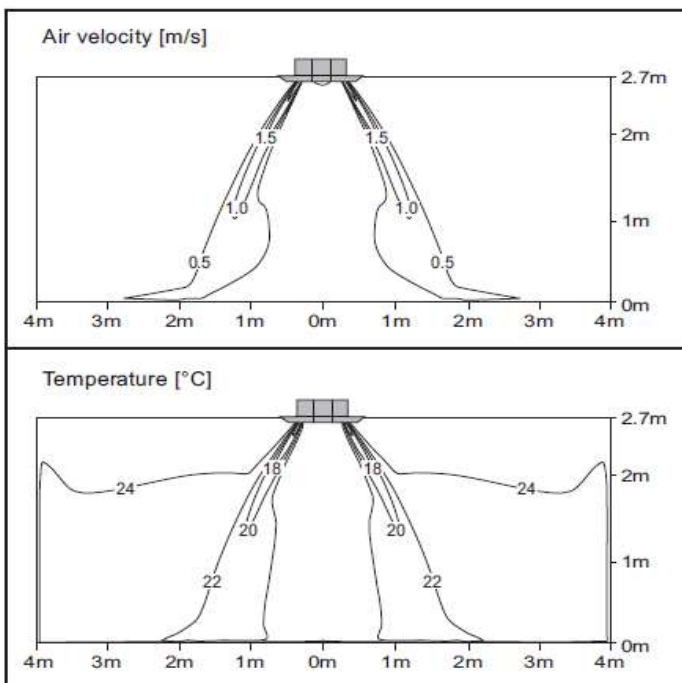 Air velocity [m/s]
2.7m
1.5 1.5 2m
1.0 1.0 1m
0.5 0.5
0m
4m 3m 2m 1m 0m 1m 2m 3m 4m
Temperature [°C]
2.7m
18 18 2m
24 24
20 20
1m
22 22
0m
4m 3m 2m 1m 0m 1m 2m 3m 4m